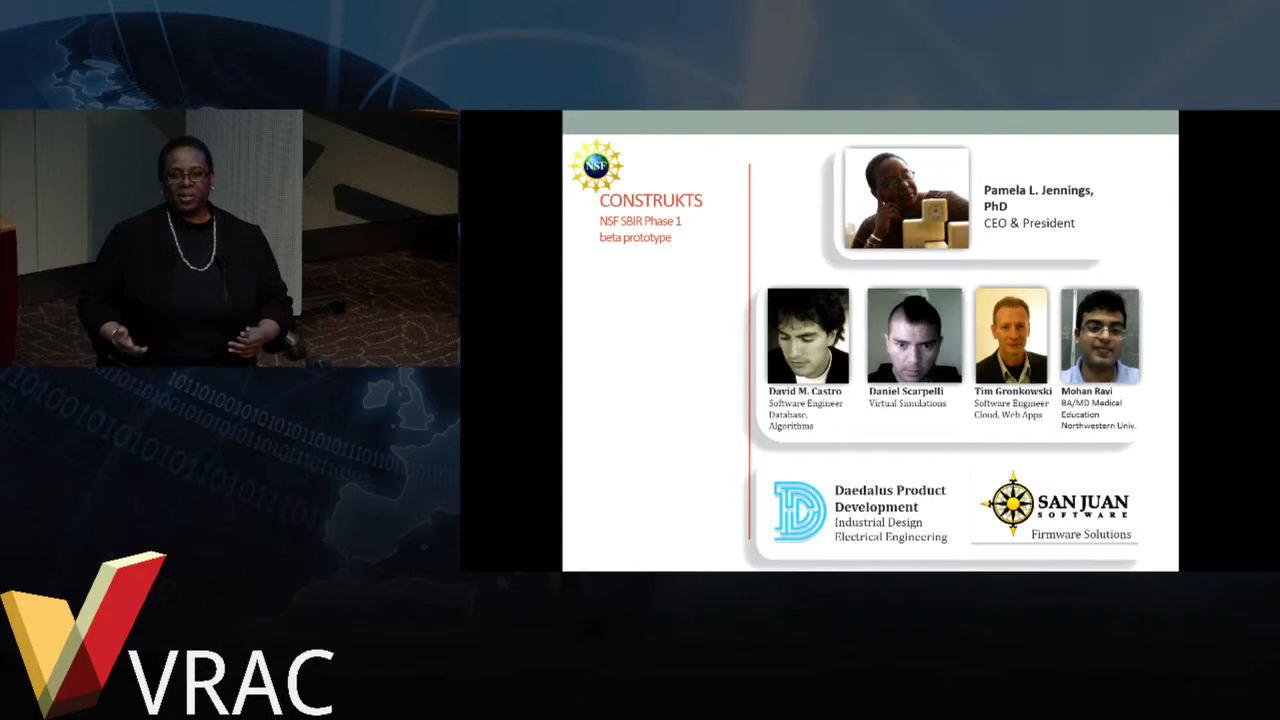 NSF
CONSTRUKTS
NSF SBIR Phase 1
beta prototype
Pamela L. Jennings,
PhD
CEO & President
David M. Castro
Software Engineer
Database,
Algorithms
Daniel Scarpelli
Virtual Simulations
Tim Gronkowski
Software Engineer
Cloud, Web Apps
Mohan Ravi
BA/MD Medical
Education
Northwestern Univ.
Daedalus Product
Development
Industrial Design
Electrical Engineering
SAN JUAN
SOFTWARE
Firmware Solutions
VRAC